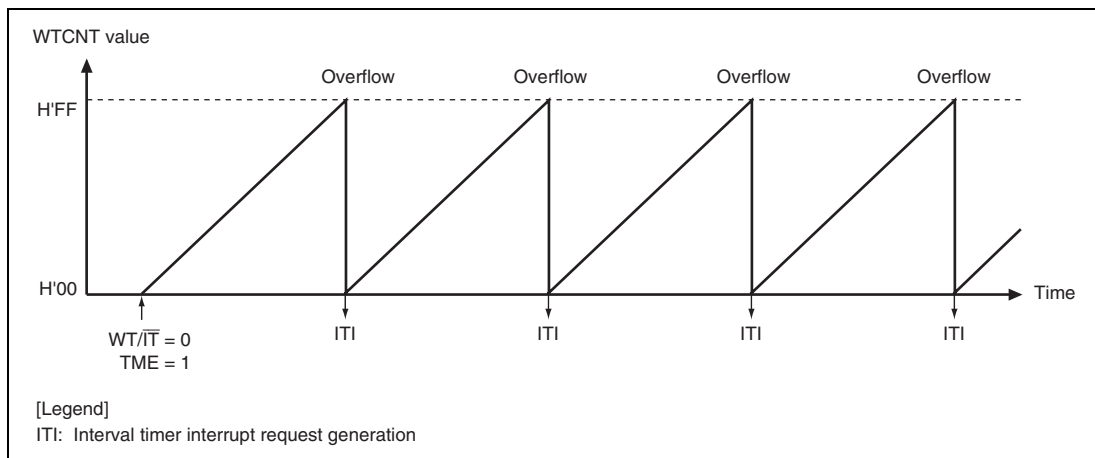 WTCNT value
Overflow Overflow Overflow Overflow
H'FF
H'00
Time
WT/I̅T̅ = 0
TME = 1
ITI ITI ITI ITI
[Legend]
ITI: Interval timer interrupt request generation